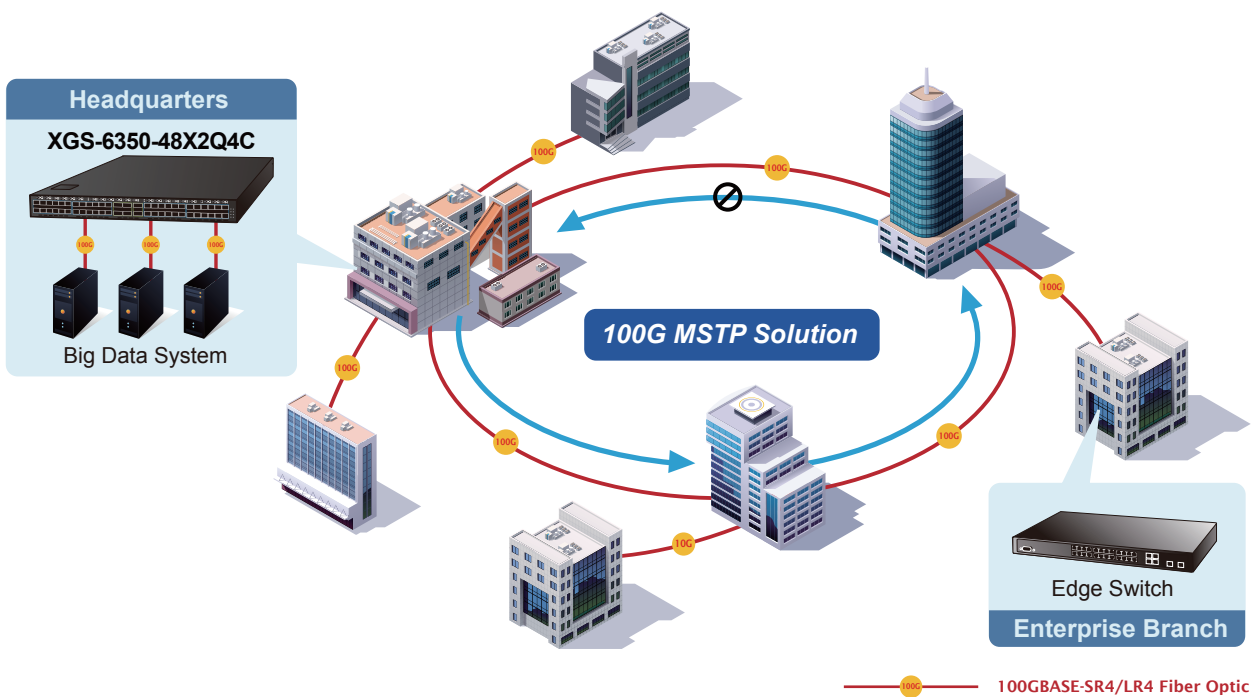 Headquarters
XGS-6350-48X2Q4C
100G
100G
100G
Big Data System
100G
100G
100G MSTP Solution
100G
100G
100G
100G
10G
Edge Switch
Enterprise Branch
100G
100GBASE-SR4/LR4 Fiber Optic